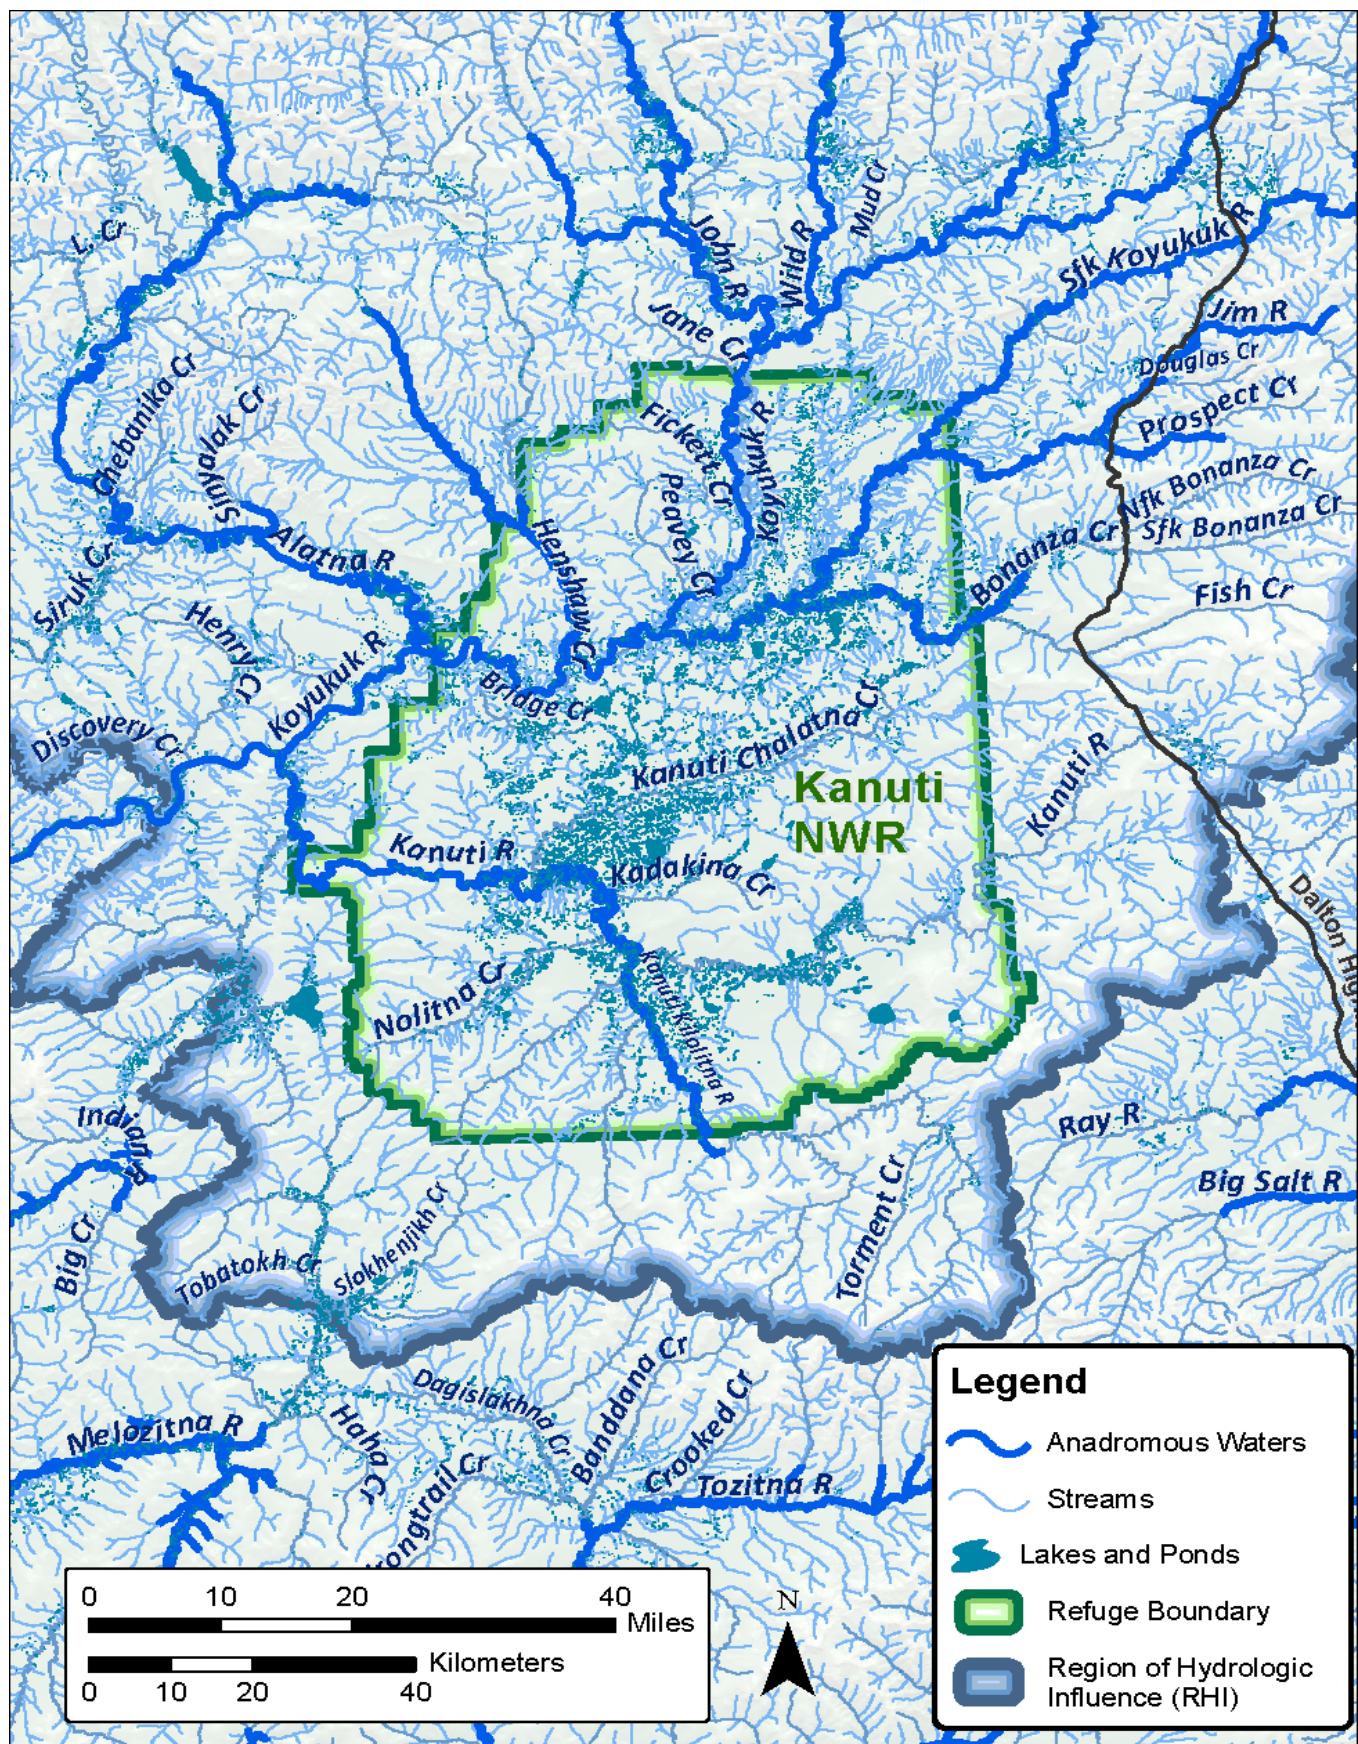 L. Cr
John R
Wild R
Mud Cr
Sfk Koyukuk R
Jane Cr
Jim R
Douglas Cr
Prospect Cr
Chebanika Cr
Siruk Cr
Fickett Cr
Peavey Cr
Koynkuk R
Nfk Bonanza Cr
Sfk Bonanza Cr
Bonanza Cr
Fish Cr
Alatna R
Henshaw Cr
Henry Cr
Koyukuk R
Bridge Cr
Discovery Cr
Kanuti Chalatna Cr
Kanuti
NWR
Kanuti R
Kanuti R
Kadakina Cr
Dalton High
Nolitna Cr
Kanuti Kilolitna R
Indian R
Ray R
Big Salt R
Big Cr
Tobatokh Cr
Slokhenjikh Cr
Torment Cr
Dagislakhna Cr
Banddana Cr
Crooked Cr
Melozitna R
Haha Cr
rongtrail Cr
Tozitna R
Legend
Anadromous Waters
Streams
Lakes and Ponds
Refuge Boundary
Region of Hydrologic
Influence (RHI)
0 10 20 40
Miles
Kilometers
0 10 20 40
N